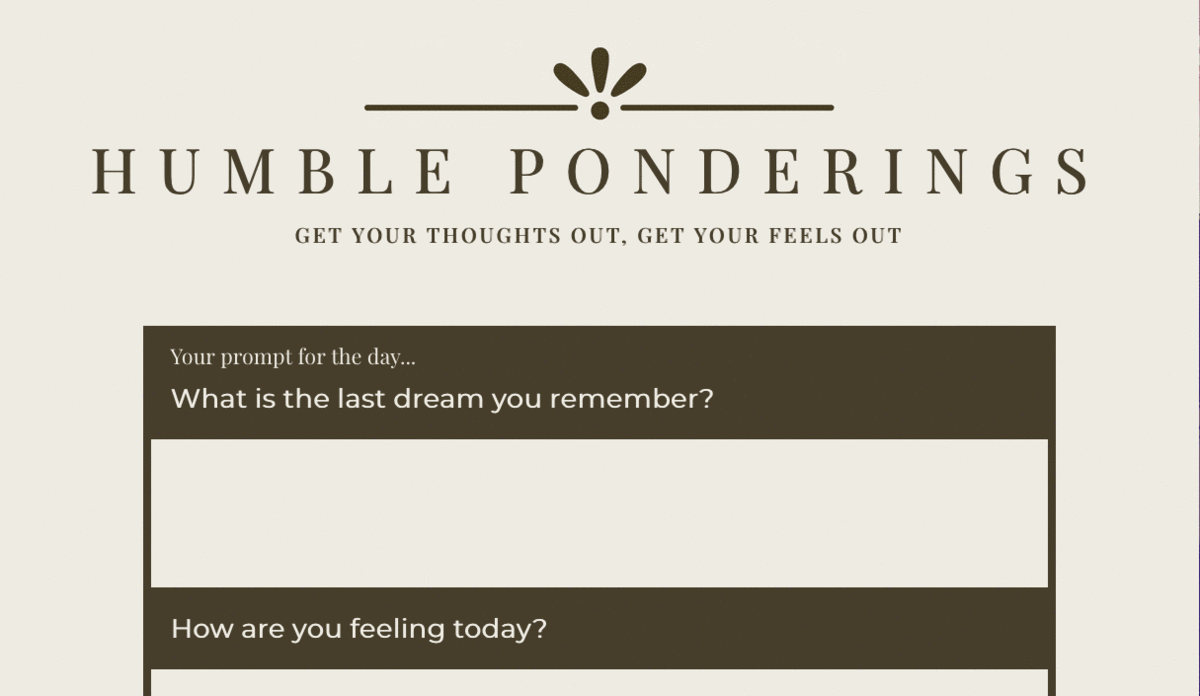 HUMBLE PONDERINGS
GET YOUR THOUGHTS OUT, GET YOUR FEELS OUT
Your prompt for the day...
What is the last dream you remember?
How are you feeling today?